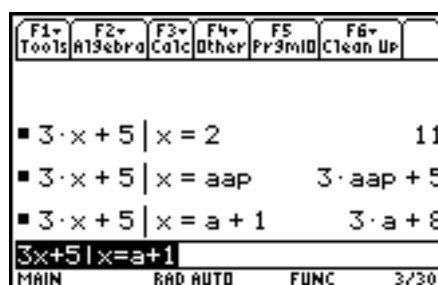 F1▾ F2▾ F3▾ F4▾ F5 F6▾
Tools Algebra Calc Other PrgmIO Clean Up
▪ 3·x + 5 | x = 2 11
▪ 3·x + 5 | x = aap 3·aap + 5
▪ 3·x + 5 | x = a + 1 3·a + 8
3x+5|x=a+1
MAIN RAD AUTO FUNC 3/30